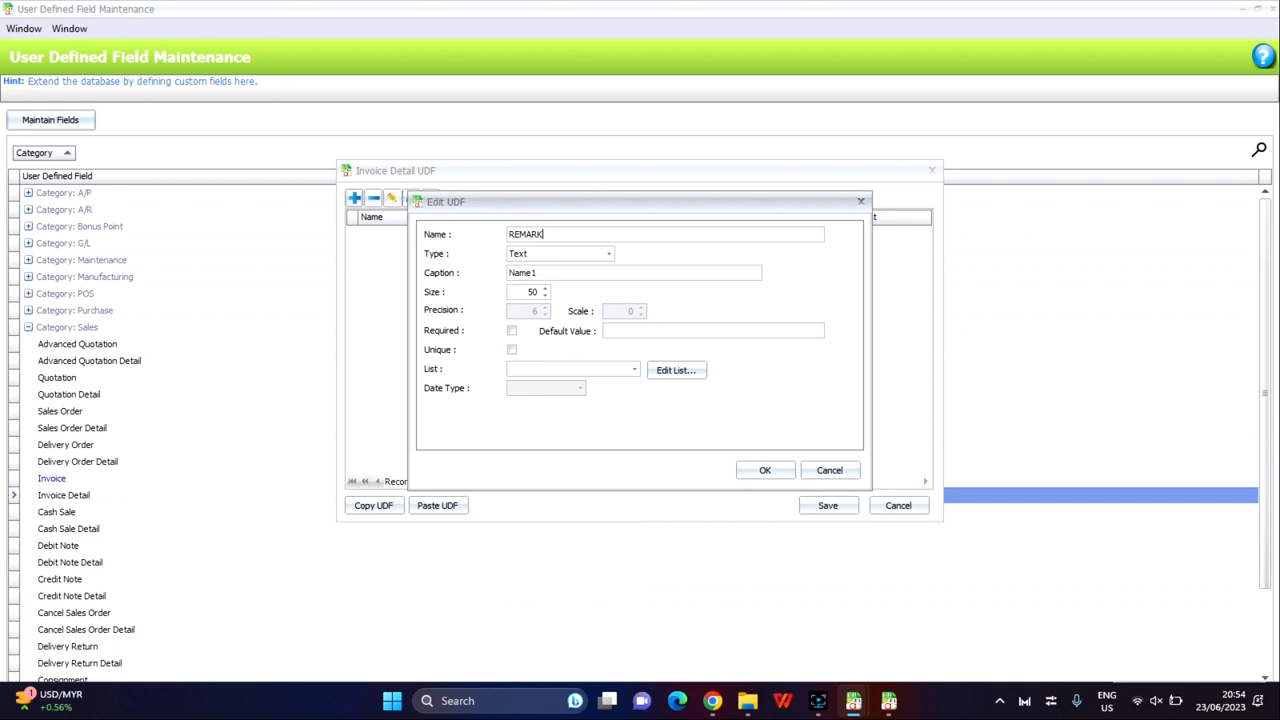 User Defined Field Maintenance
Window Window
User Defined Field Maintenance
Hint: Extend the database by defining custom fields here.
Maintain Fields
Category
User Defined Field
Category: A/P
Category: A/R
Category: Bonus Point
Category: G/L
Category: Maintenance
Category: Manufacturing
Category: POS
Category: Purchase
Category: Sales
Advanced Quotation
Advanced Quotation Detail
Quotation
Quotation Detail
Sales Order
Sales Order Detail
Delivery Order
Delivery Order Detail
Invoice
Invoice Detail
Cash Sale
Cash Sale Detail
Debit Note
Debit Note Detail
Credit Note
Credit Note Detail
Cancel Sales Order
Cancel Sales Order Detail
Delivery Return
Delivery Return Detail
Consignment
Invoice Detail UDF
Name
Edit UDF
Name : REMARK
Type : Text
Caption : Name1
Size : 50
Precision : 6 Scale : 0
Required : Default Value :
Unique :
List : Edit List...
Date Type :
OK Cancel
Copy UDF Paste UDF Save Cancel
1 USD/MYR
+0.56%
Search
ENG
US
20:54
23/06/2023